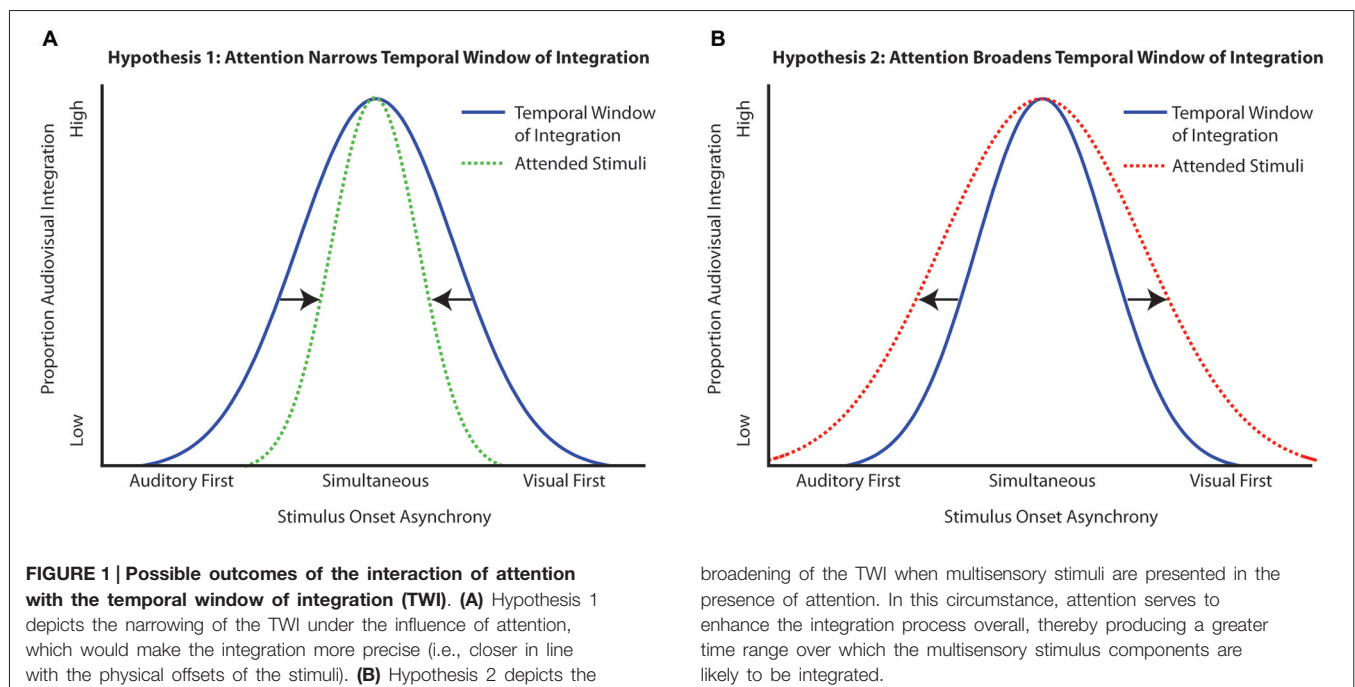 A
Hypothesis 1: Attention Narrows Temporal Window of Integration
High
Low
Proportion Audiovisual Integration
Temporal Window
of Integration
Attended Stimuli
Auditory First
Simultaneous
Visual First
Stimulus Onset Asynchrony
B
Hypothesis 2: Attention Broadens Temporal Window of Integration
High
Low
Proportion Audiovisual Integration
Temporal Window
of Integration
Attended Stimuli
Auditory First
Simultaneous
Visual First
Stimulus Onset Asynchrony
FIGURE 1 | Possible outcomes of the interaction of attention
with the temporal window of integration (TWI). (A) Hypothesis 1
depicts the narrowing of the TWI under the influence of attention,
which would make the integration more precise (i.e., closer in line
with the physical offsets of the stimuli). (B) Hypothesis 2 depicts the
broadening of the TWI when multisensory stimuli are presented in the
presence of attention. In this circumstance, attention serves to
enhance the integration process overall, thereby producing a greater
time range over which the multisensory stimulus components are
likely to be integrated.